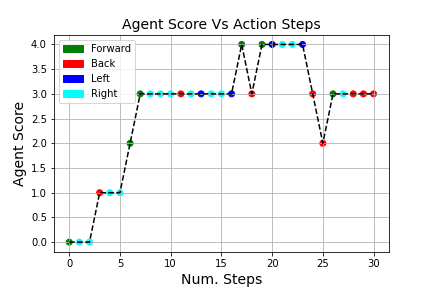 Agent Score Vs Action Steps
Forward
Back
Left
Right
4.0
3.5
3.0
2.5
2.0
1.5
1.0
0.5
0.0
Agent Score
0 5 10 15 20 25 30
Num. Steps